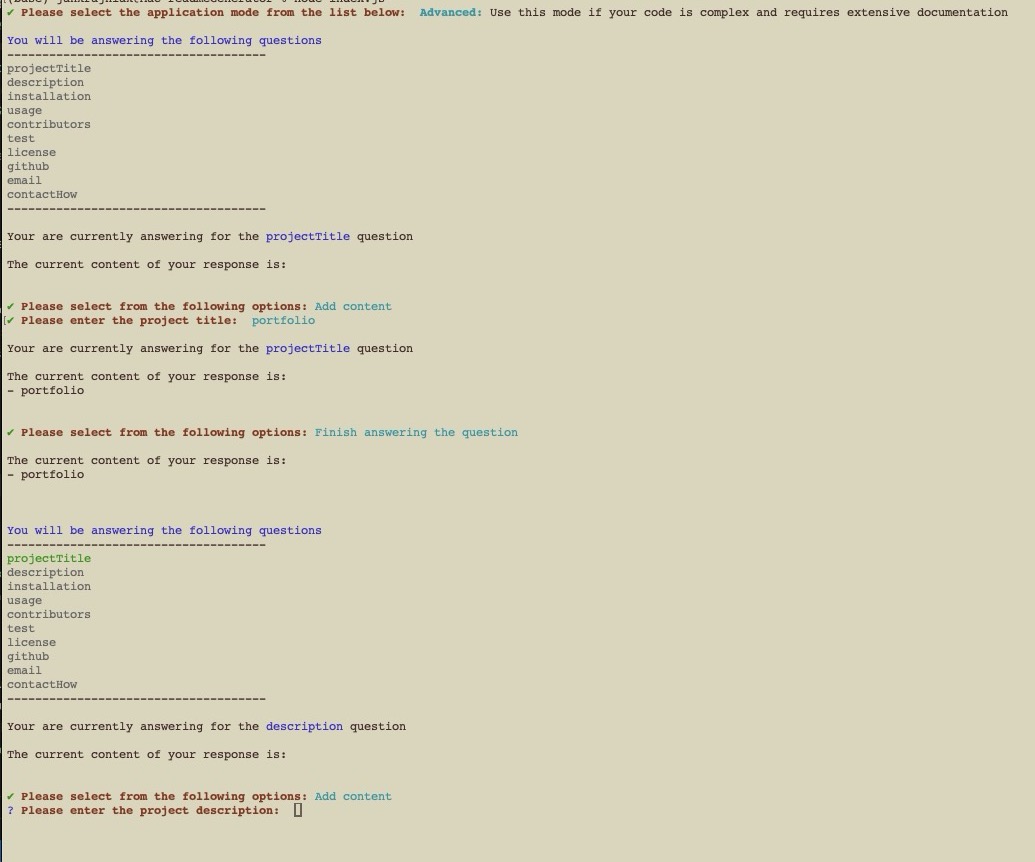 ✔ Please select the application mode from the list below:  Advanced: Use this mode if your code is complex and requires extensive documentation
You will be answering the following questions
-------------------------------------
projectTitle
description
installation
usage
contributors
test
license
github
email
contactHow
-------------------------------------
Your are currently answering for the projectTitle question
The current content of your response is:
✔ Please select from the following options: Add content
[✔ Please enter the project title:  portfolio
Your are currently answering for the projectTitle question
The current content of your response is:
- portfolio
✔ Please select from the following options: Finish answering the question
The current content of your response is:
- portfolio
You will be answering the following questions
-------------------------------------
projectTitle
description
installation
usage
contributors
test
license
github
email
contactHow
-------------------------------------
Your are currently answering for the description question
The current content of your response is:
✔ Please select from the following options: Add content
? Please enter the project description: